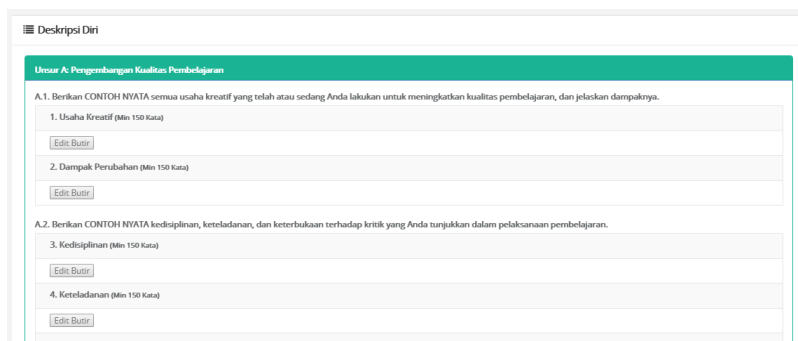 Deskripsi Diri
Unsur A: Pengembangan Kualitas Pembelajaran
A.1. Berikan CONTOH NYATA semua usaha kreatif yang telah atau sedang Anda lakukan untuk meningkatkan kualitas pembelajaran, dan jelaskan dampaknya.
1. Usaha Kreatif (Min 150 Kata)
Edit Butir
2. Dampak Perubahan (Min 150 Kata)
Edit Butir
A.2. Berikan CONTOH NYATA kedisiplinan, keteladanan, dan keterbukaan terhadap kritik yang Anda tunjukkan dalam pelaksanaan pembelajaran.
3. Kedisiplinan (Min 150 Kata)
Edit Butir
4. Keteladanan (Min 150 Kata)
Edit Butir